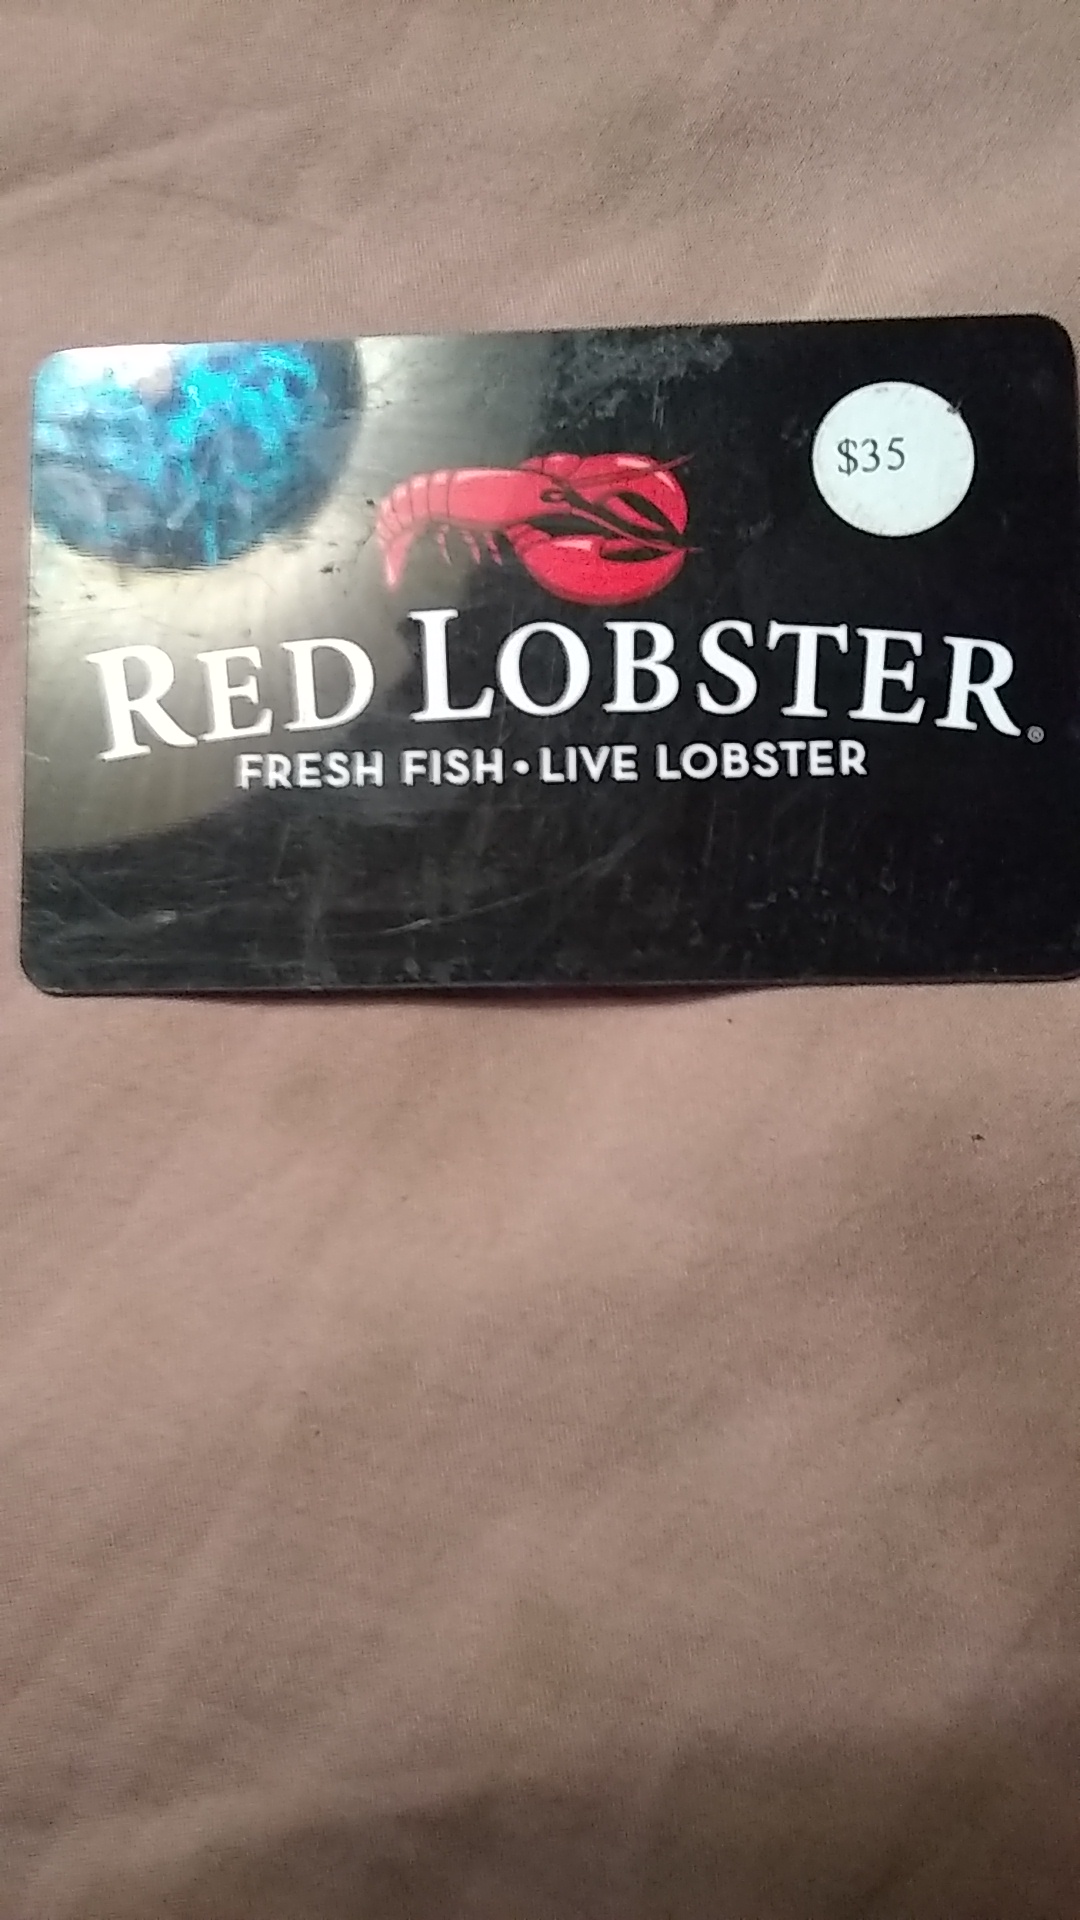 $35
RED LOBSTER®
FRESH FISH • LIVE LOBSTER